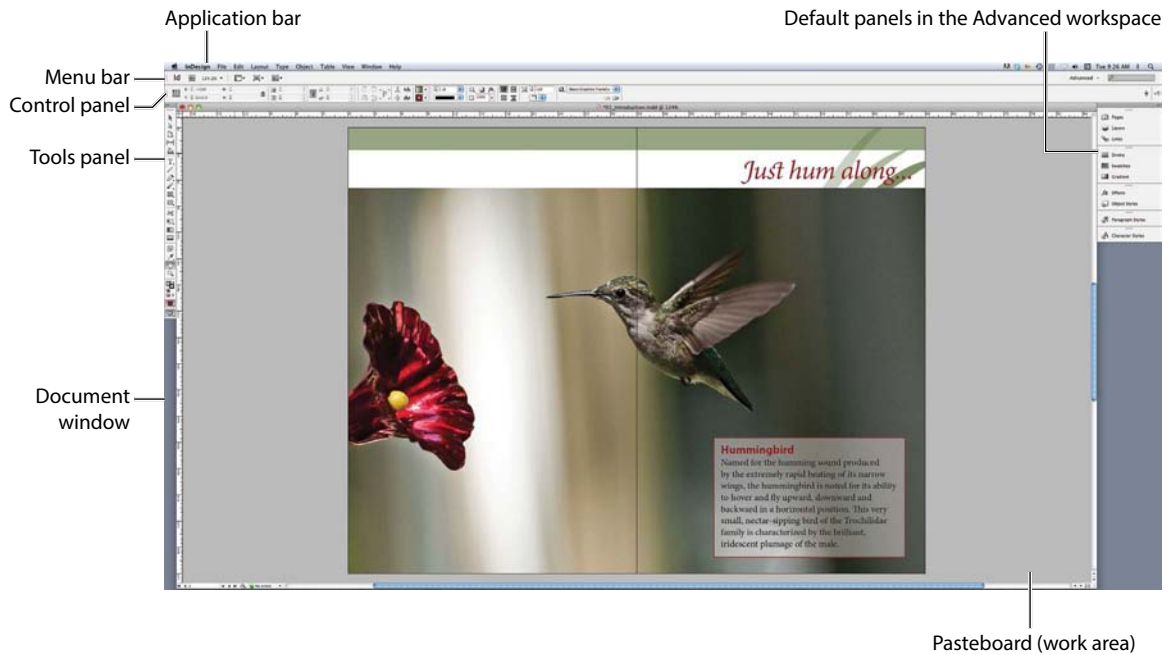 Application bar
Default panels in the Advanced workspace
InDesign File Edit Layout Type Object Table View Window Help
Tue 9:26 AM
Menu bar
Advanced
Control panel
Pages
Layers
Links
Tools panel
Stroke
Swatches
Gradient
Effects
Object Styles
Paragraph Styles
Character Styles
Just hum along...
Document
window
Hummingbird
Named for the humming sound produced
by the extremely rapid beating of its narrow
wings, the hummingbird is noted for its ability
to hover and fly upward, downward and
backward in a horizontal position. This very
small, nectar-sipping bird of the Trochilidae
family is characterized by the brilliant,
iridescent plumage of the male.
Pasteboard (work area)